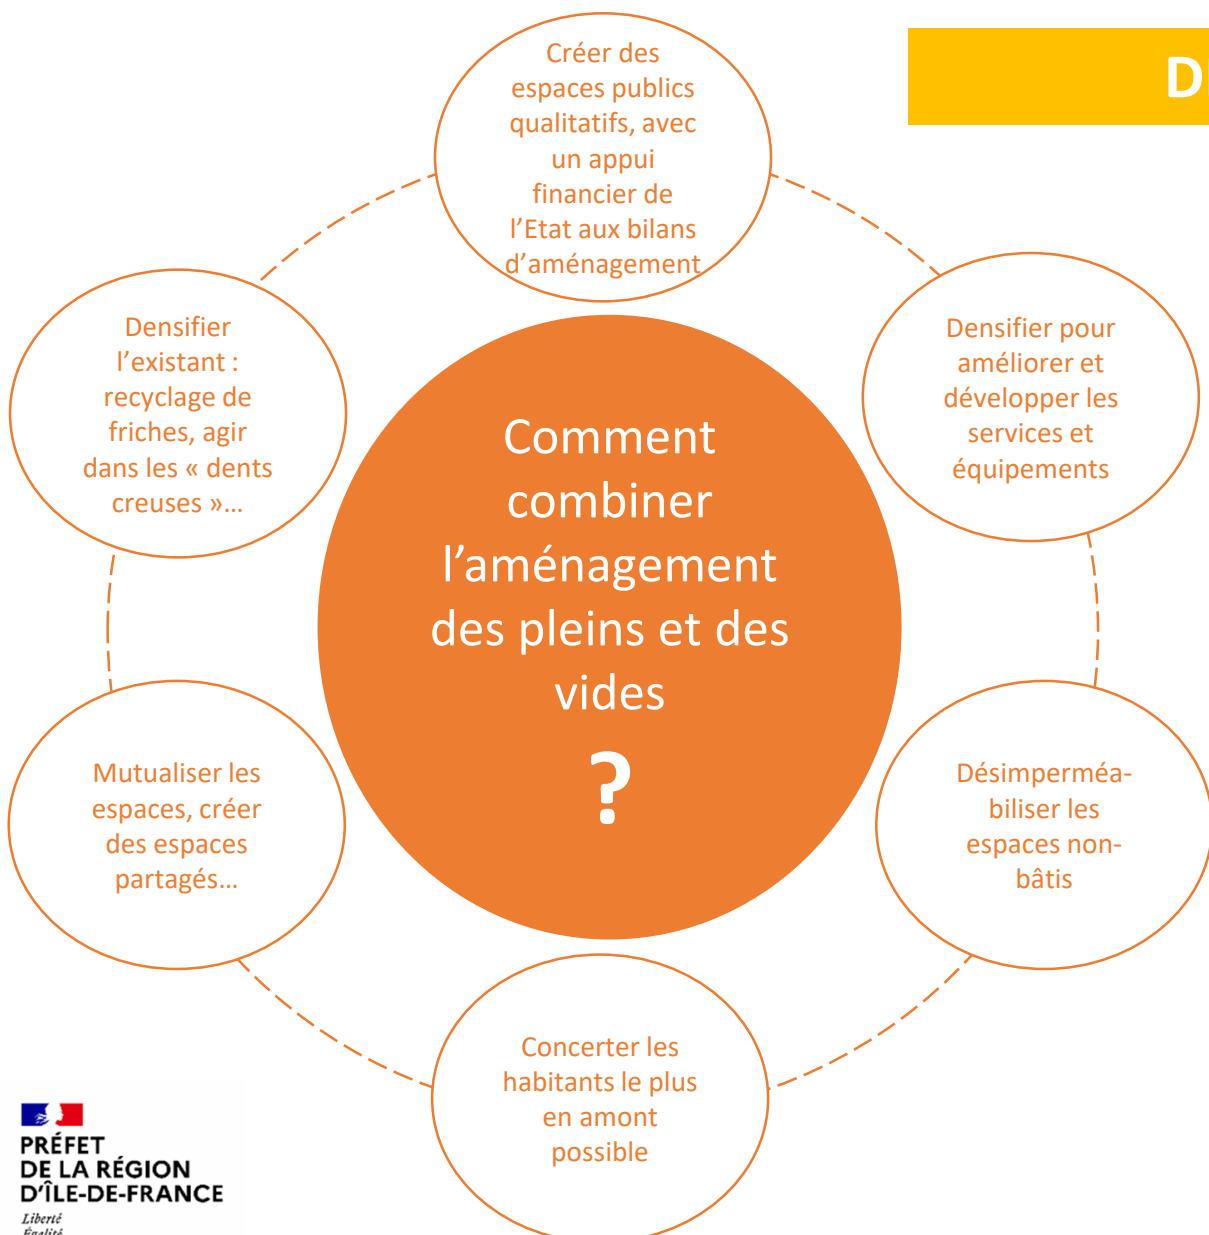 Créer des
espaces publics
qualitatifs, avec
un appui
financier de
l’Etat aux bilans
d’aménagement
D
Densifier
l’existant :
recyclage de
friches, agir
dans les « dents
creuses »…
Densifier pour
améliorer et
développer les
services et
équipements
Comment
combiner
l’aménagement
des pleins et des
vides
?
Mutualiser les
espaces, créer
des espaces
partagés…
Désimperméa-
biliser les
espaces non-
bâtis
Concerter les
habitants le plus
en amont
possible
PRÉFET
DE LA RÉGION
D’ÎLE-DE-FRANCE
Liberté
Égalité